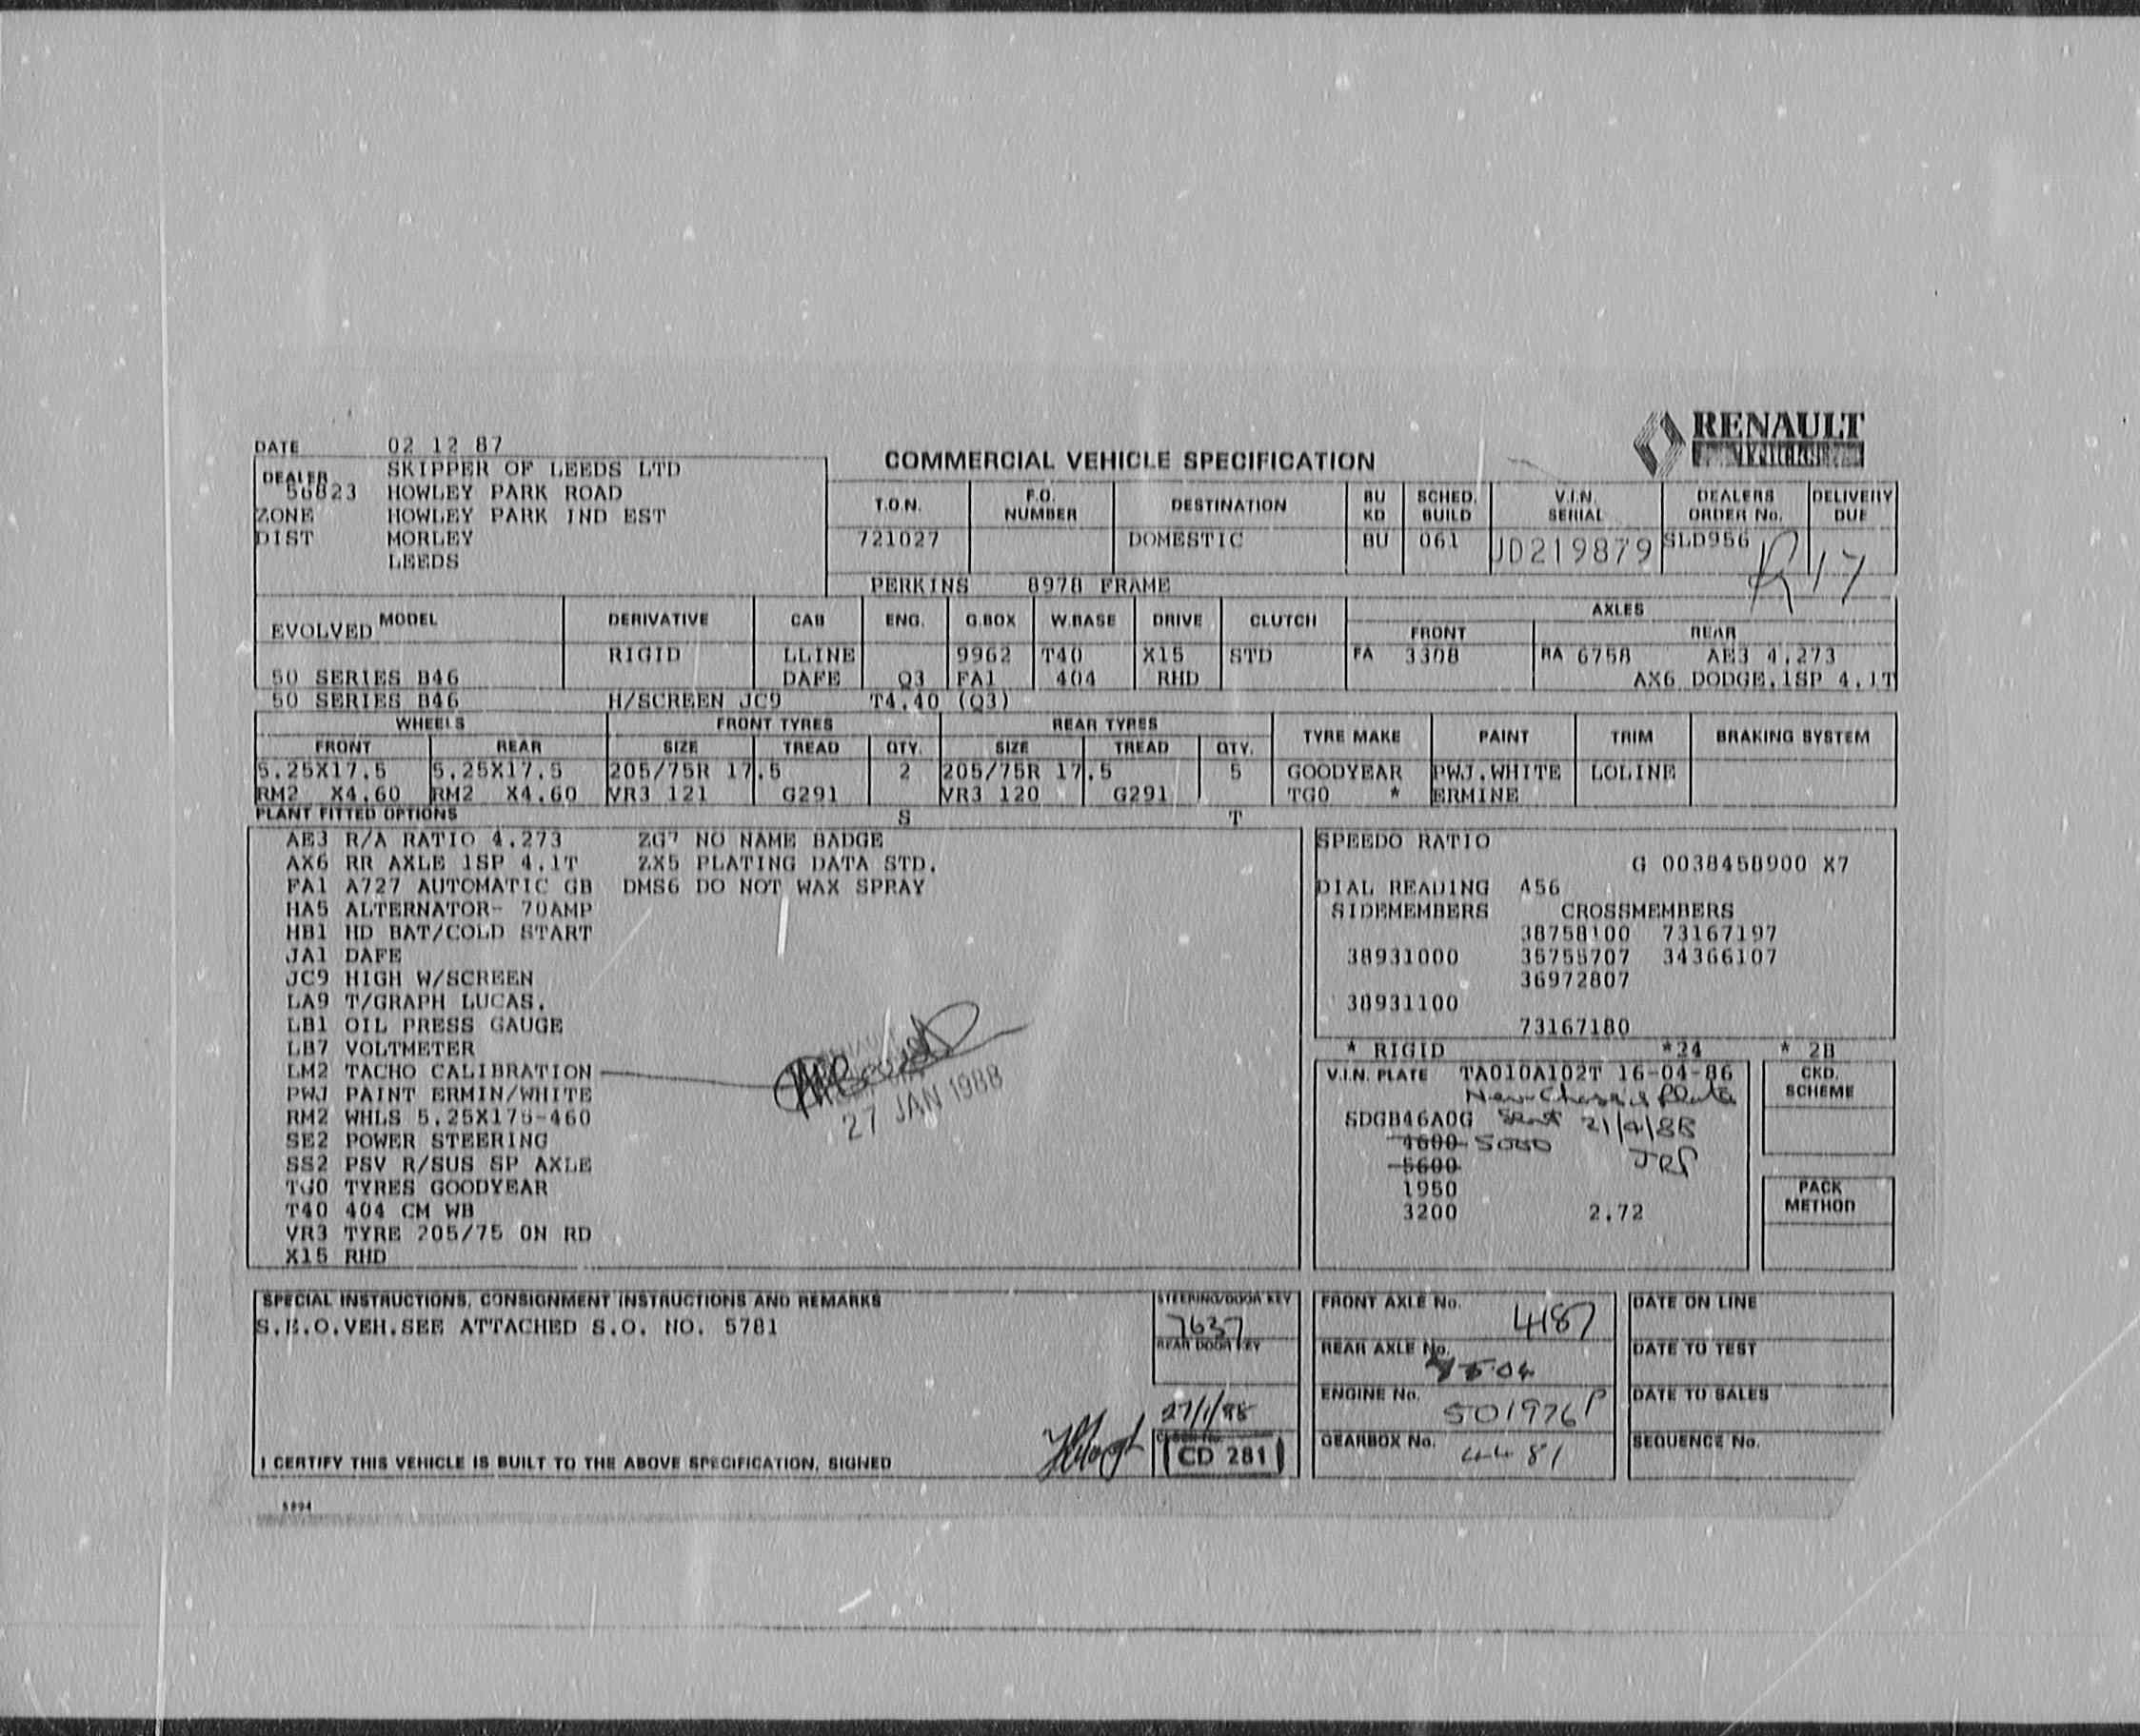 RENAULT
DATE 02 12 87
COMMERCIAL VEHICLE SPECIFICATION
DEALER SKIPPER OF LEEDS LTD
56823 HOWLEY PARK ROAD
ZONE HOWLEY PARK IND EST
DIST MORLEY
LEEDS
T.O.N. F.O. NUMBER DESTINATION BU KD SCHED. BUILD V.I.N. SERIAL DEALERS ORDER No. DELIVERY DUE
721027 DOMESTIC BU 061 JD219879 SLD956 R17
PERKINS 8978 FRAME
MODEL DERIVATIVE CAB ENG. G.BOX W.BASE DRIVE CLUTCH AXLES
EVOLVED FRONT REAR
RIGID LLINE 9962 T40 X15 STD FA 3308 RA 6758 AE3 4.273
50 SERIES B46 DAFE Q3 FA1 404 RHD AX6 DODGE.1SP 4.1T
50 SERIES B46 H/SCREEN JC9 T4.40 (Q3)
WHEELS FRONT TYRES REAR TYRES TYRE MAKE PAINT TRIM BRAKING SYSTEM
FRONT REAR SIZE TREAD QTY. SIZE TREAD QTY.
5.25X17.5 5.25X17.5 205/75R 17.5 2 205/75R 17.5 5 GOODYEAR PWJ.WHITE LOLINE
RM2 X4.60 RM2 X4.60 VR3 121 G291 VR3 120 G291 TG0 * ERMINE
PLANT FITTED OPTIONS S T
AE3 R/A RATIO 4.273 ZG7 NO NAME BADGE
AX6 RR AXLE 1SP 4.1T ZX5 PLATING DATA STD.
FA1 A727 AUTOMATIC GB DMS6 DO NOT WAX SPRAY
HA5 ALTERNATOR- 70AMP
HB1 HD BAT/COLD START
JA1 DAFE
JC9 HIGH W/SCREEN
LA9 T/GRAPH LUCAS.
LB1 OIL PRESS GAUGE
LB7 VOLTMETER
LM2 TACHO CALIBRATION
PWJ PAINT ERMIN/WHITE
RM2 WHLS 5.25X175-460
SE2 POWER STEERING
SS2 PSV R/SUS SP AXLE
TG0 TYRES GOODYEAR
T40 404 CM WB
VR3 TYRE 205/75 ON RD
X15 RHD
27 JAN 1988
SPEEDO RATIO
G 0038458900 X7
DIAL READING 456
SIDEMEMBERS CROSSMEMBERS
38758100 73167197
38931000 35755707 34366107
36972807
38931100
73167180
* RIGID *24 * 2B
V.I.N. PLATE TA010A102T 16-04-86
New Chassis Plate
SDGB46A0G Sent 21/4/88
4600 5000
5600 JRP
1950
3200 2.72
CKD. SCHEME
PACK METHOD
SPECIAL INSTRUCTIONS, CONSIGNMENT INSTRUCTIONS AND REMARKS
S.B.O.VEH.SEE ATTACHED S.O. NO. 5781
STEERING/DOOR KEY
7637
REAR DOOR KEY
27/1/88
CD 281
I CERTIFY THIS VEHICLE IS BUILT TO THE ABOVE SPECIFICATION, SIGNED
FRONT AXLE No. 4187
REAR AXLE No.
ENGINE No. 501976P
GEARBOX No. 4481
DATE ON LINE
DATE TO TEST
DATE TO SALES
SEQUENCE No.
5894